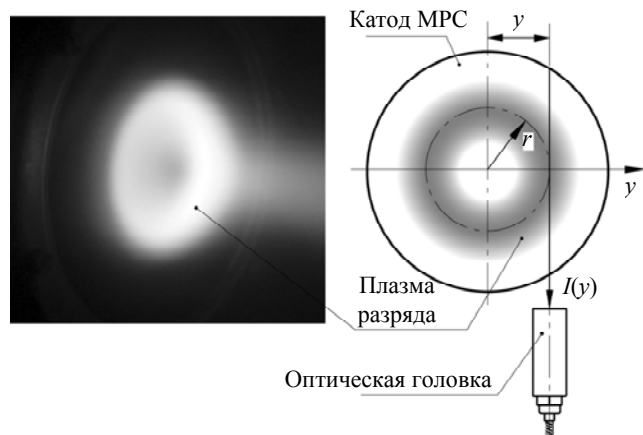 Катод МРС
y
r
y
Плазма
разряда
I(y)
Оптическая головка